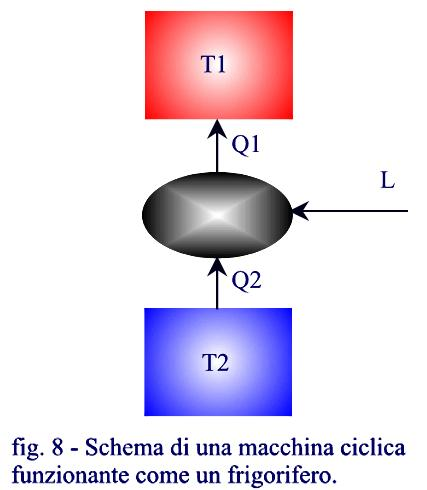 T1
Q1
L
Q2
T2
fig. 8 - Schema di una macchina ciclica
funzionante come un frigorifero.